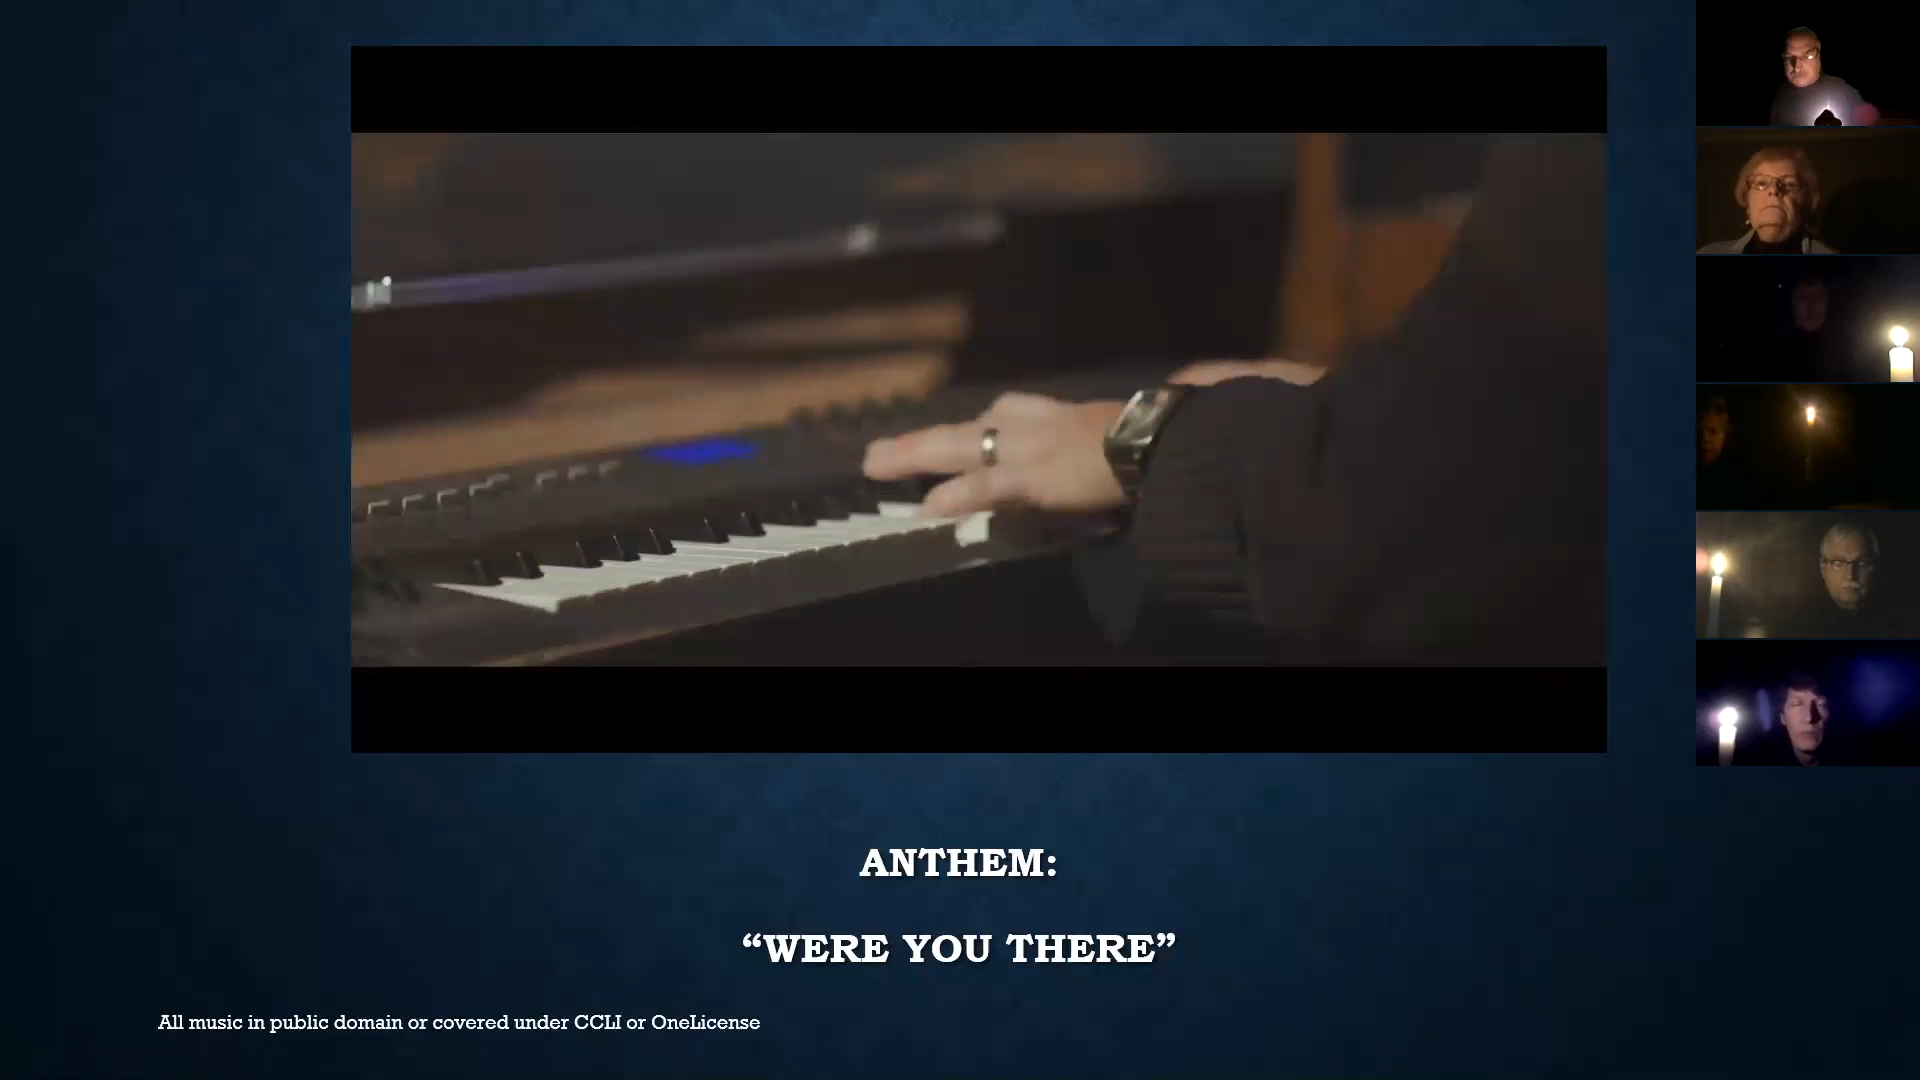 ANTHEM:
“WERE YOU THERE”
All music in public domain or covered under CCLI or OneLicense